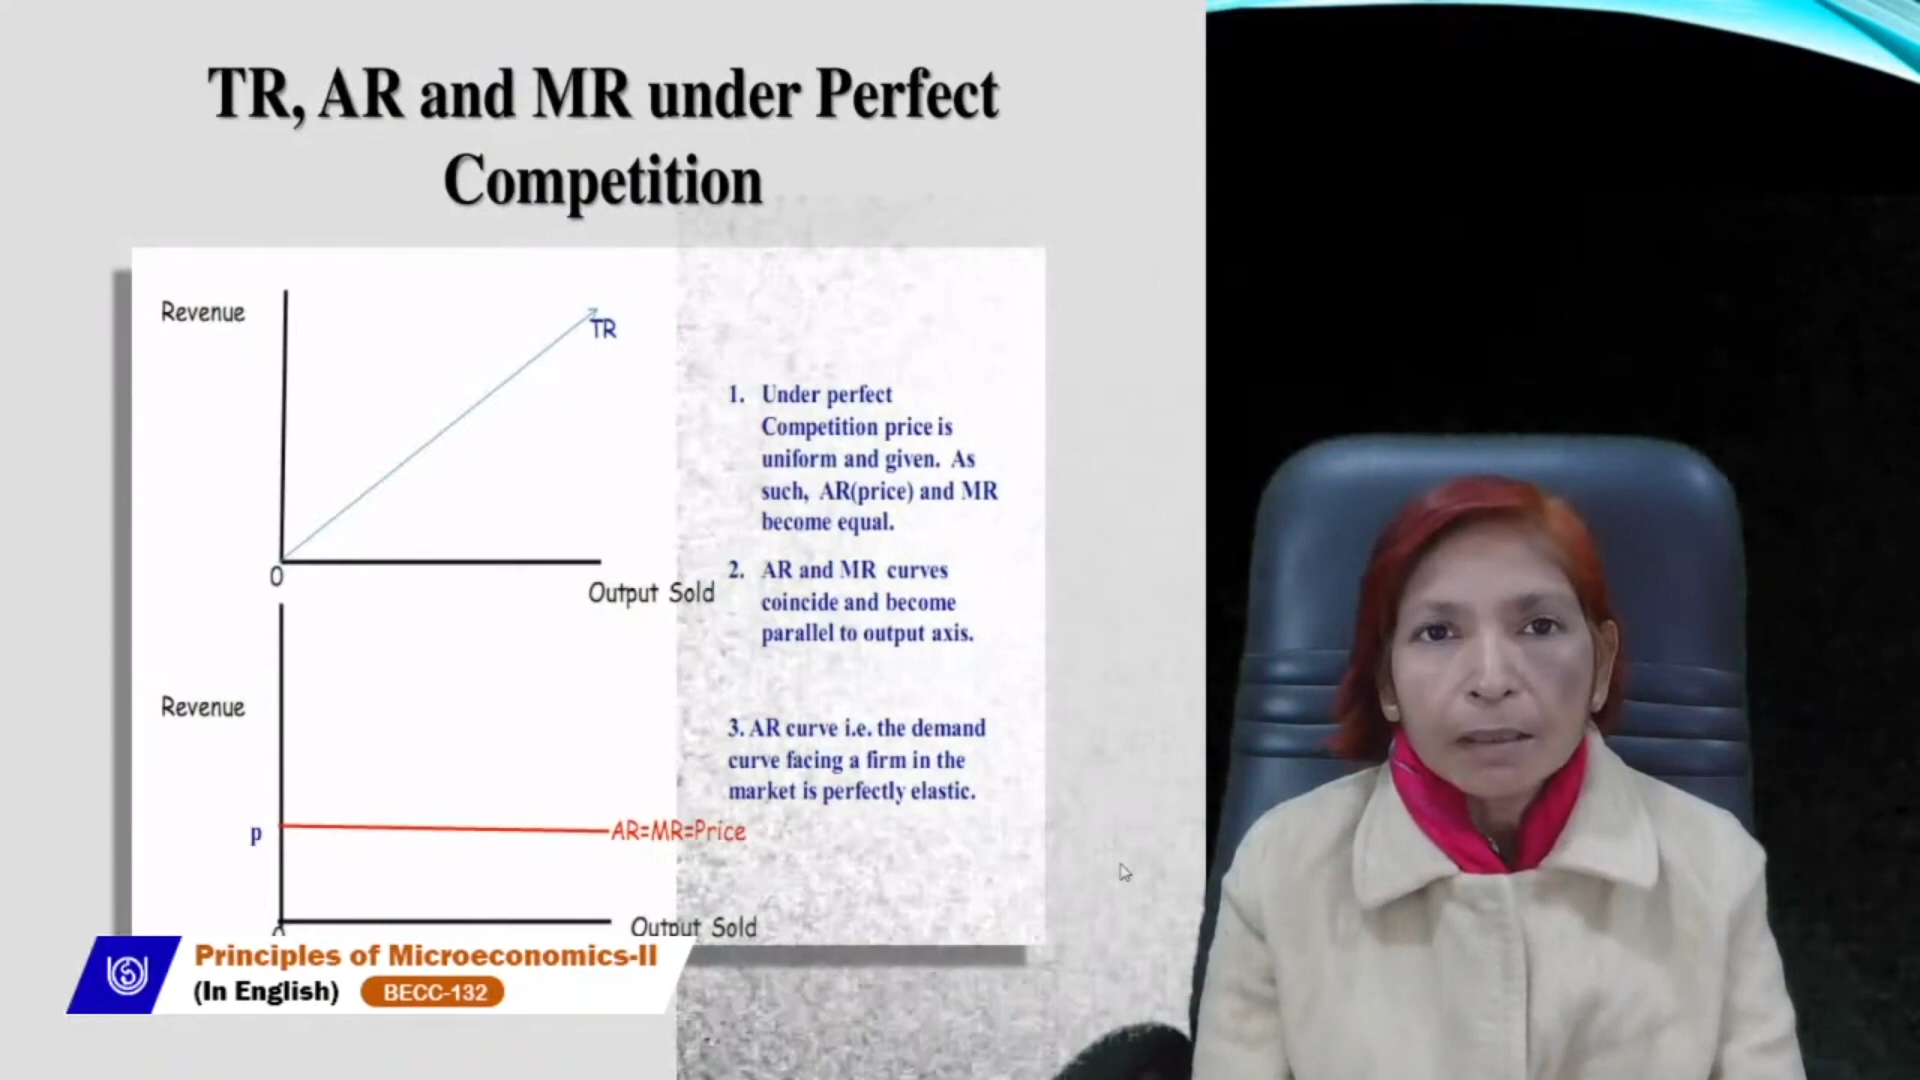 TR, AR and MR under Perfect
Competition
Revenue
TR
O
Output Sold
Revenue
p
AR=MR=Price
Output Sold
1. Under perfect
Competition price is
uniform and given. As
such, AR(price) and MR
become equal.
2. AR and MR curves
coincide and become
parallel to output axis.
3. AR curve i.e. the demand
curve facing a firm in the
market is perfectly elastic.
Principles of Microeconomics-II
(In English) BECC-132